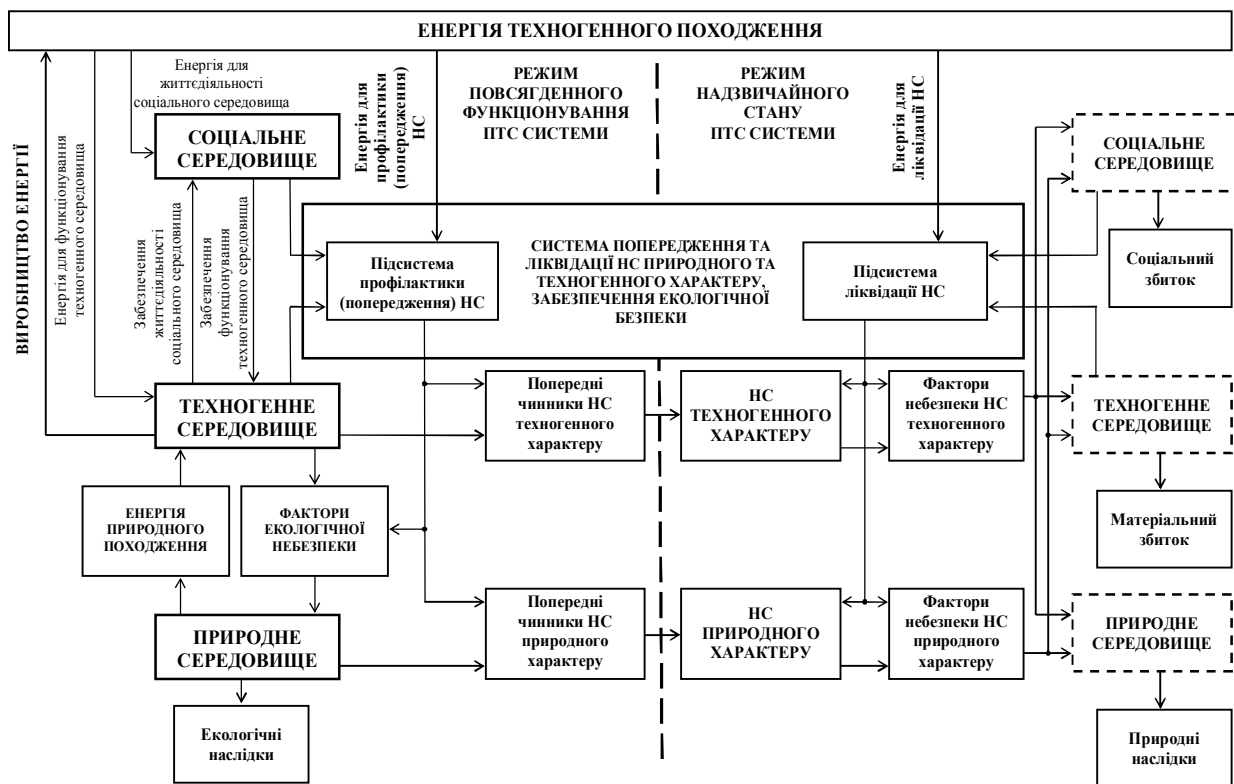 ЕНЕРГІЯ ТЕХНОГЕННОГО ПОХОДЖЕННЯ
ВИРОБНИЦТВО ЕНЕРГІЇ
Енергія для функціонування
техногенного середовища
Енергія для
життєдіяльності
соціального середовища
СОЦІАЛЬНЕ
СЕРЕДОВИЩЕ
Забезпечення
життєдіяльності
соціального середовища
Забезпечення
функціонування
техногенного середовища
Енергія для
профілактики
(попередження)
НС
РЕЖИМ
ПОВСЯГДЕННОГО
ФУНКЦІОНУВАННЯ
ПТС СИСТЕМИ
РЕЖИМ
НАДЗВИЧАЙНОГО
СТАНУ
ПТС СИСТЕМИ
Енергія для
ліквідації НС
СОЦІАЛЬНЕ
СЕРЕДОВИЩЕ
Соціальний
збиток
Підсистема
профілактики
(попередження) НС
СИСТЕМА ПОПЕРЕДЖЕННЯ ТА
ЛІКВІДАЦІЇ НС ПРИРОДНОГО ТА
ТЕХНОГЕННОГО ХАРАКТЕРУ,
ЗАБЕЗПЕЧЕННЯ ЕКОЛОГІЧНОЇ
БЕЗПЕКИ
Підсистема
ліквідації НС
ТЕХНОГЕННЕ
СЕРЕДОВИЩЕ
Попередні
чинники НС
техногенного
характеру
НС
ТЕХНОГЕННОГО
ХАРАКТЕРУ
Фактори
небезпеки НС
техногенного
характеру
ТЕХНОГЕННЕ
СЕРЕДОВИЩЕ
ЕНЕРГІЯ
ПРИРОДНОГО
ПОХОДЖЕННЯ
ФАКТОРИ
ЕКОЛОГІЧНОЇ
НЕБЕЗПЕКИ
Матеріальний
збиток
ПРИРОДНЕ
СЕРЕДОВИЩЕ
Попередні
чинники НС
природного
характеру
НС
ПРИРОДНОГО
ХАРАКТЕРУ
Фактори
небезпеки НС
природного
характеру
ПРИРОДНЕ
СЕРЕДОВИЩЕ
Екологічні
наслідки
Природні
наслідки